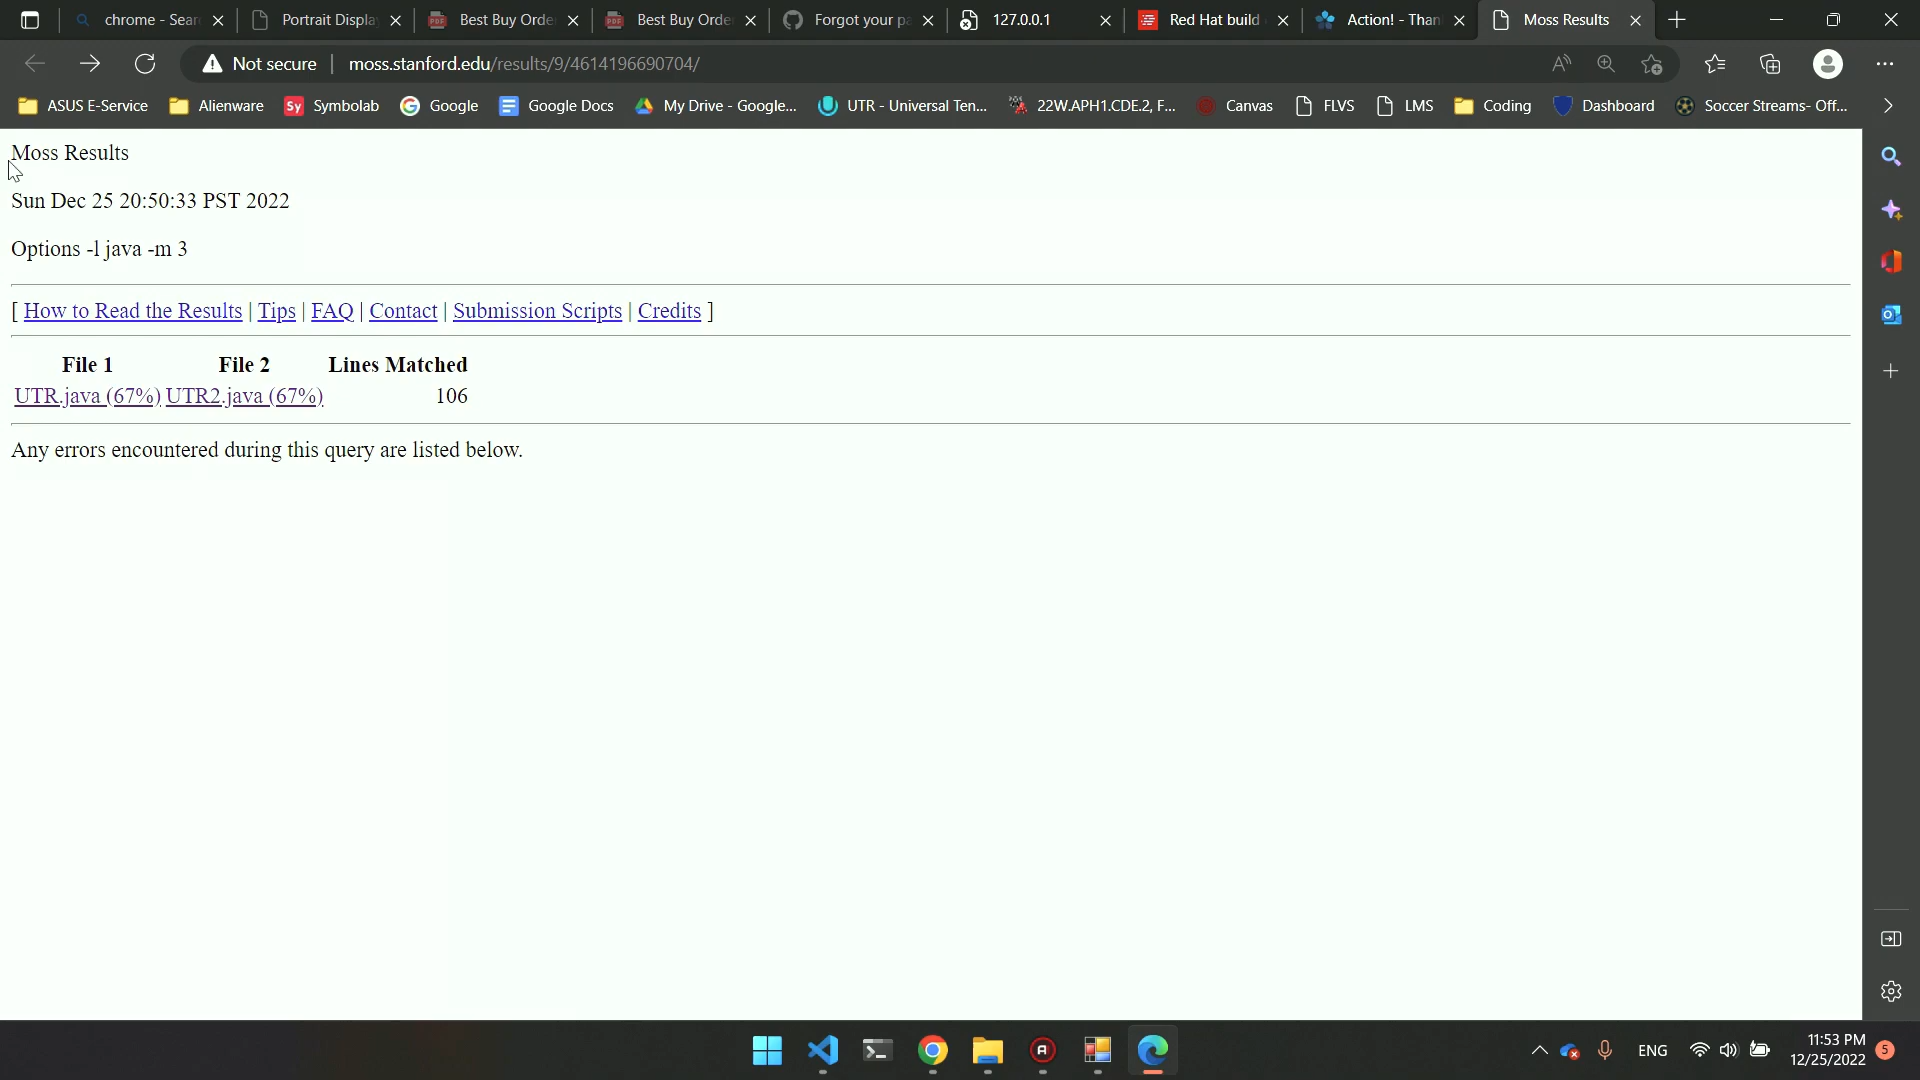 chrome - Sear
Portrait Displa
Best Buy Orde
Best Buy Orde
Forgot your pa
127.0.0.1
Red Hat build
Action! - Than
Moss Results
Not secure
moss.stanford.edu/results/9/4614196690704/
ASUS E-Service
Alienware
Sy Symbolab
Google
Google Docs
My Drive - Google...
UTR - Universal Ten...
22W.APH1.CDE.2, F...
Canvas
FLVS
LMS
Coding
Dashboard
Soccer Streams- Off...
Moss Results
Sun Dec 25 20:50:33 PST 2022
Options -l java -m 3
[ How to Read the Results | Tips | FAQ | Contact | Submission Scripts | Credits ]
File 1 File 2 Lines Matched
UTR.java (67%) UTR2.java (67%) 106
Any errors encountered during this query are listed below.
ENG
11:53 PM
12/25/2022
5